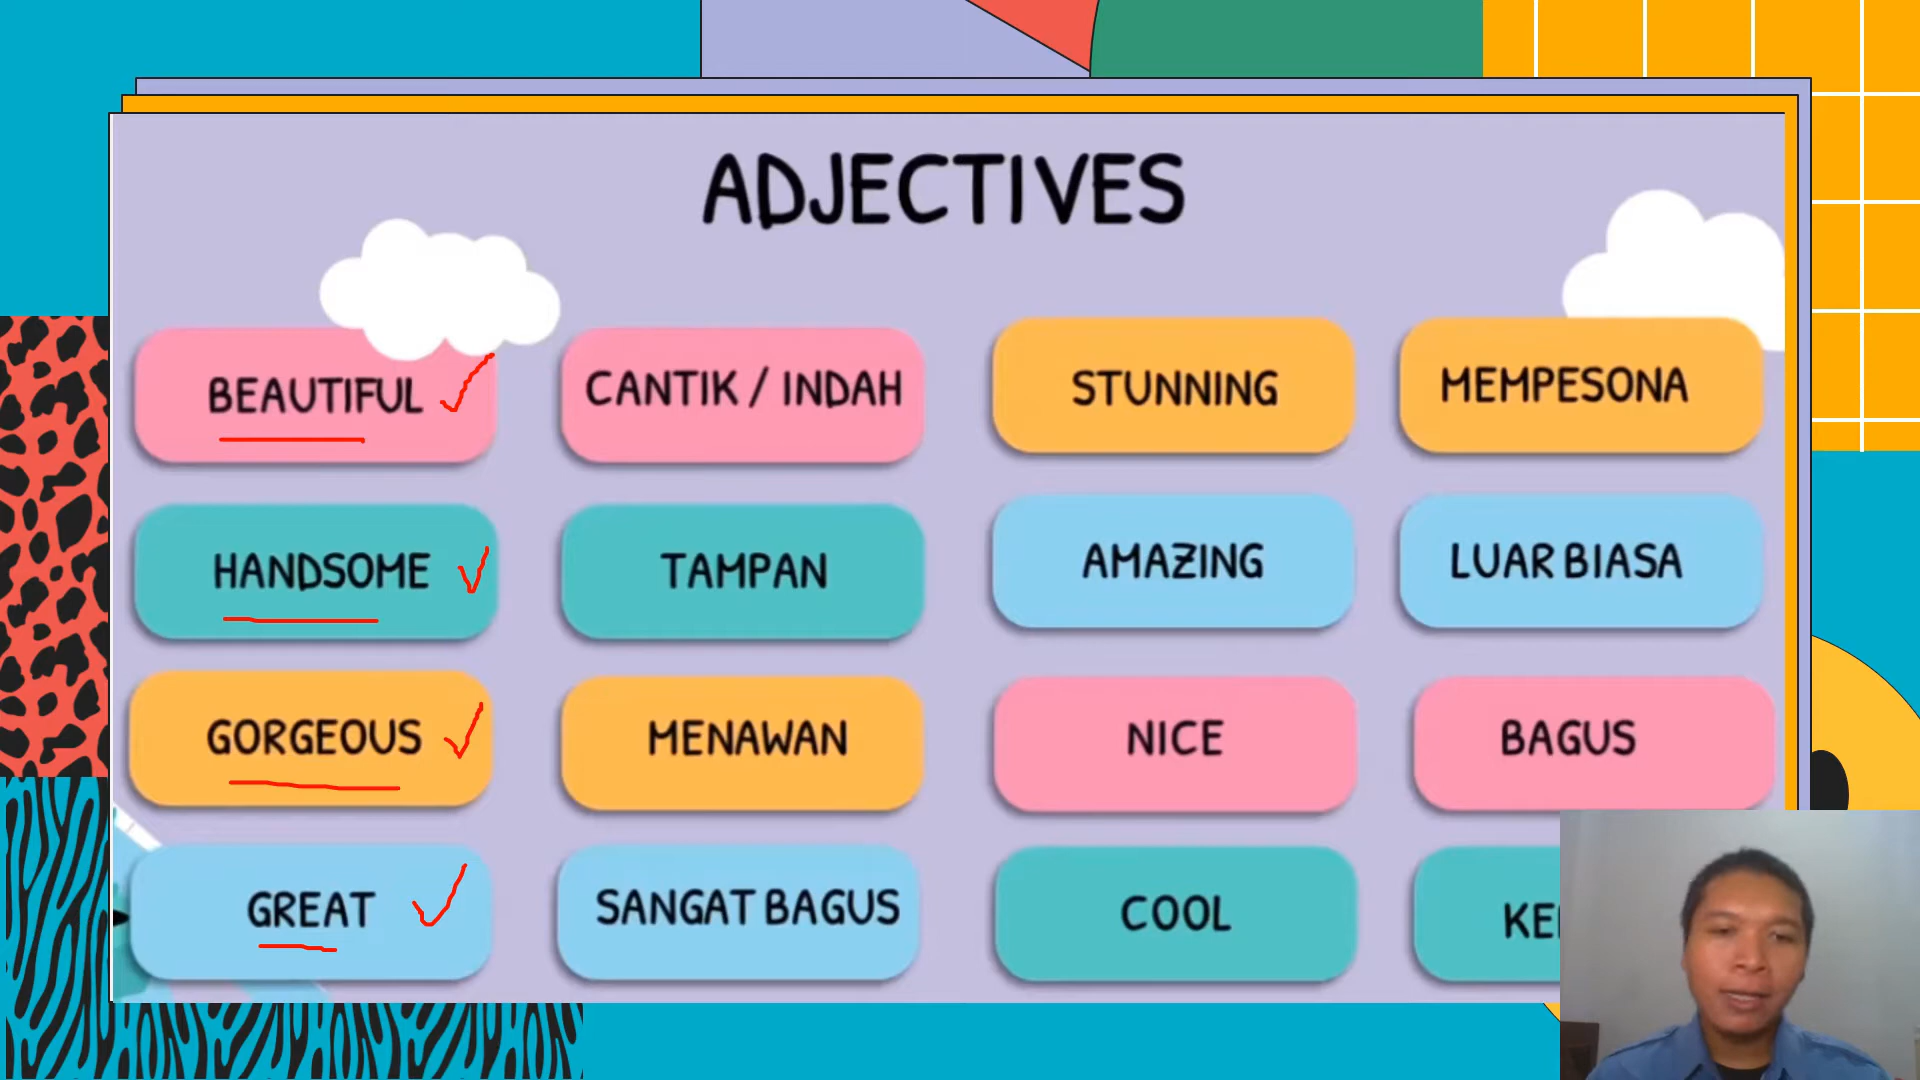 ADJECTIVES
BEAUTIFUL
CANTIK / INDAH
STUNNING
MEMPESONA
HANDSOME
TAMPAN
AMAZING
LUAR BIASA
GORGEOUS
MENAWAN
NICE
BAGUS
GREAT
SANGAT BAGUS
COOL